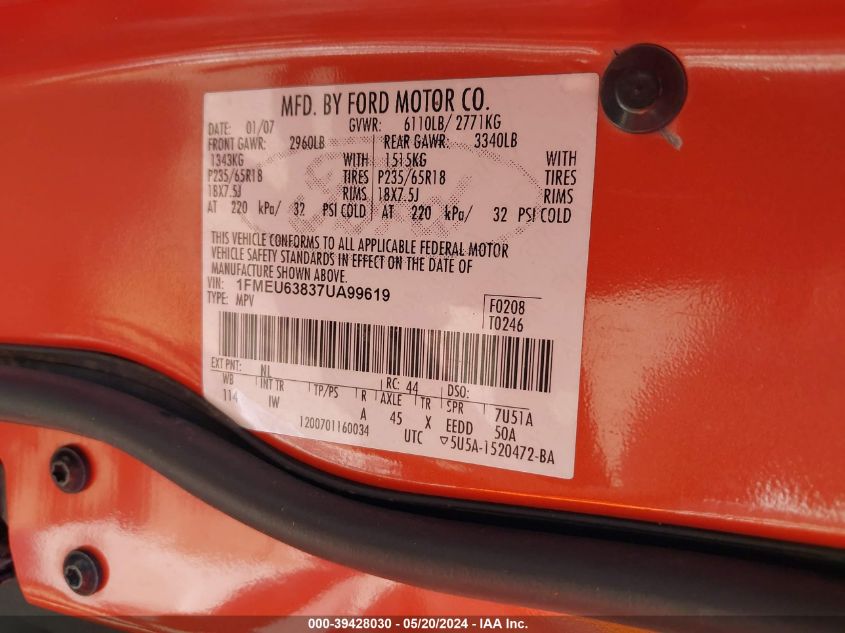 MFD. BY FORD MOTOR CO.
DATE: 01/07 GVWR: 6110LB/ 2771KG
FRONT GAWR: 2960LB REAR GAWR: 3340LB
1343KG WITH 1515KG WITH
P235/65R18 TIRES P235/65R18 TIRES
18X7.5J RIMS 18X7.5J RIMS
AT 220 kPa/ 32 PSI COLD AT 220 kPa/ 32 PSI COLD
THIS VEHICLE CONFORMS TO ALL APPLICABLE FEDERAL MOTOR
VEHICLE SAFETY STANDARDS IN EFFECT ON THE DATE OF
MANUFACTURE SHOWN ABOVE.
VIN: 1FMEU63837UA99619
TYPE: MPV F0208
T0246
EXT PNT: NL RC: 44 DSO:
WB INT TR TP/PS R AXLE TR SPR 7U51A
114 IW A 45 X EEDD 50A
1200701160034 UTC ▽5U5A-1520472-BA
000-39428030 - 05/20/2024 - IAA Inc.